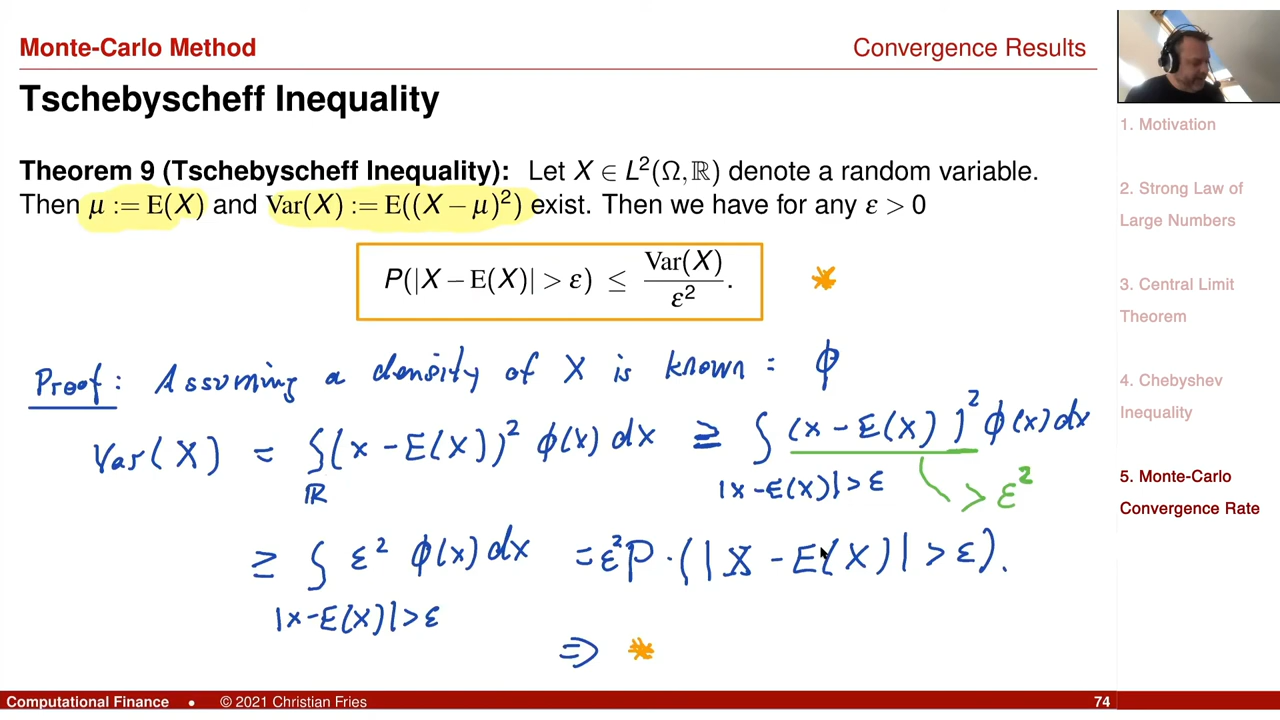 Monte-Carlo Method
Convergence Results
Tschebyscheff Inequality
Theorem 9 (Tschebyscheff Inequality): Let X ∈ L²(Ω,ℝ) denote a random variable.
Then μ := E(X) and Var(X) := E((X − μ)²) exist. Then we have for any ε > 0
P(|X − E(X)| > ε) ≤ Var(X)/ε².
*
Proof: Assuming a density of X is known: ϕ
Var(X) = ∫(x − E(X))² ϕ(x) dx ≥ ∫ (x − E(X))² ϕ(x) dx
ℝ |x − E(X)| > ε > ε²
≥ ∫ ε² ϕ(x) dx = ε² P · (|X − E(X)| > ε).
|x − E(X)| > ε
⇒ *
1. Motivation
2. Strong Law of
Large Numbers
3. Central Limit
Theorem
4. Chebyshev
Inequality
5. Monte-Carlo
Convergence Rate
Computational Finance • © 2021 Christian Fries 74